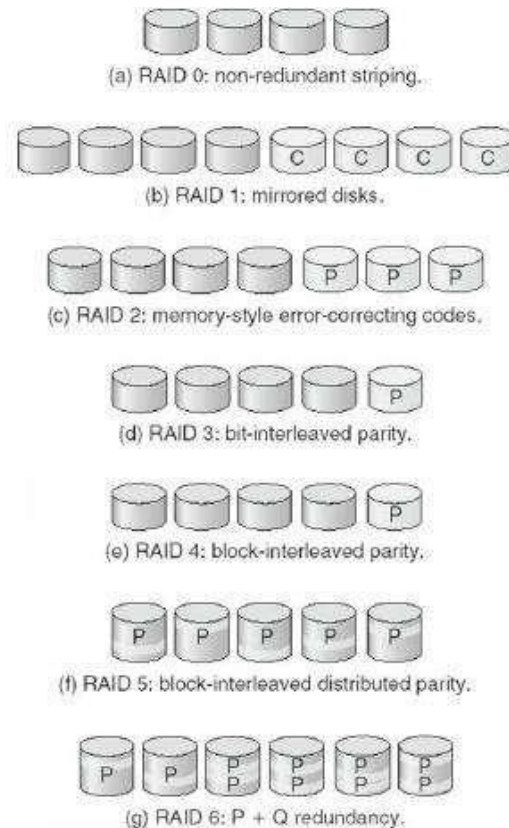 (a) RAID 0: non-redundant striping.
C C C C
(b) RAID 1: mirrored disks.
P P P
(c) RAID 2: memory-style error-correcting codes.
P
(d) RAID 3: bit-interleaved parity.
P
(e) RAID 4: block-interleaved parity.
P P P P P
(f) RAID 5: block-interleaved distributed parity.
P P P P P P
P P P P
(g) RAID 6: P + Q redundancy.